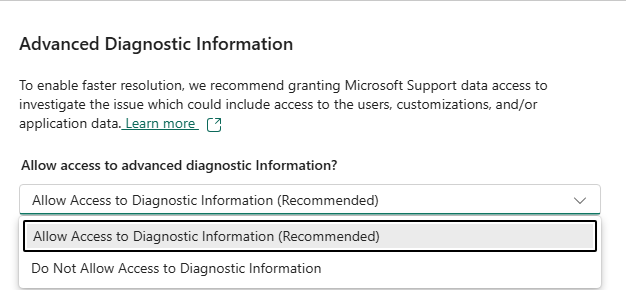 Advanced Diagnostic Information
To enable faster resolution, we recommend granting Microsoft Support data access to
investigate the issue which could include access to the users, customizations, and/or
application data. Learn more
Allow access to advanced diagnostic Information?
Allow Access to Diagnostic Information (Recommended)
Allow Access to Diagnostic Information (Recommended)
Do Not Allow Access to Diagnostic Information